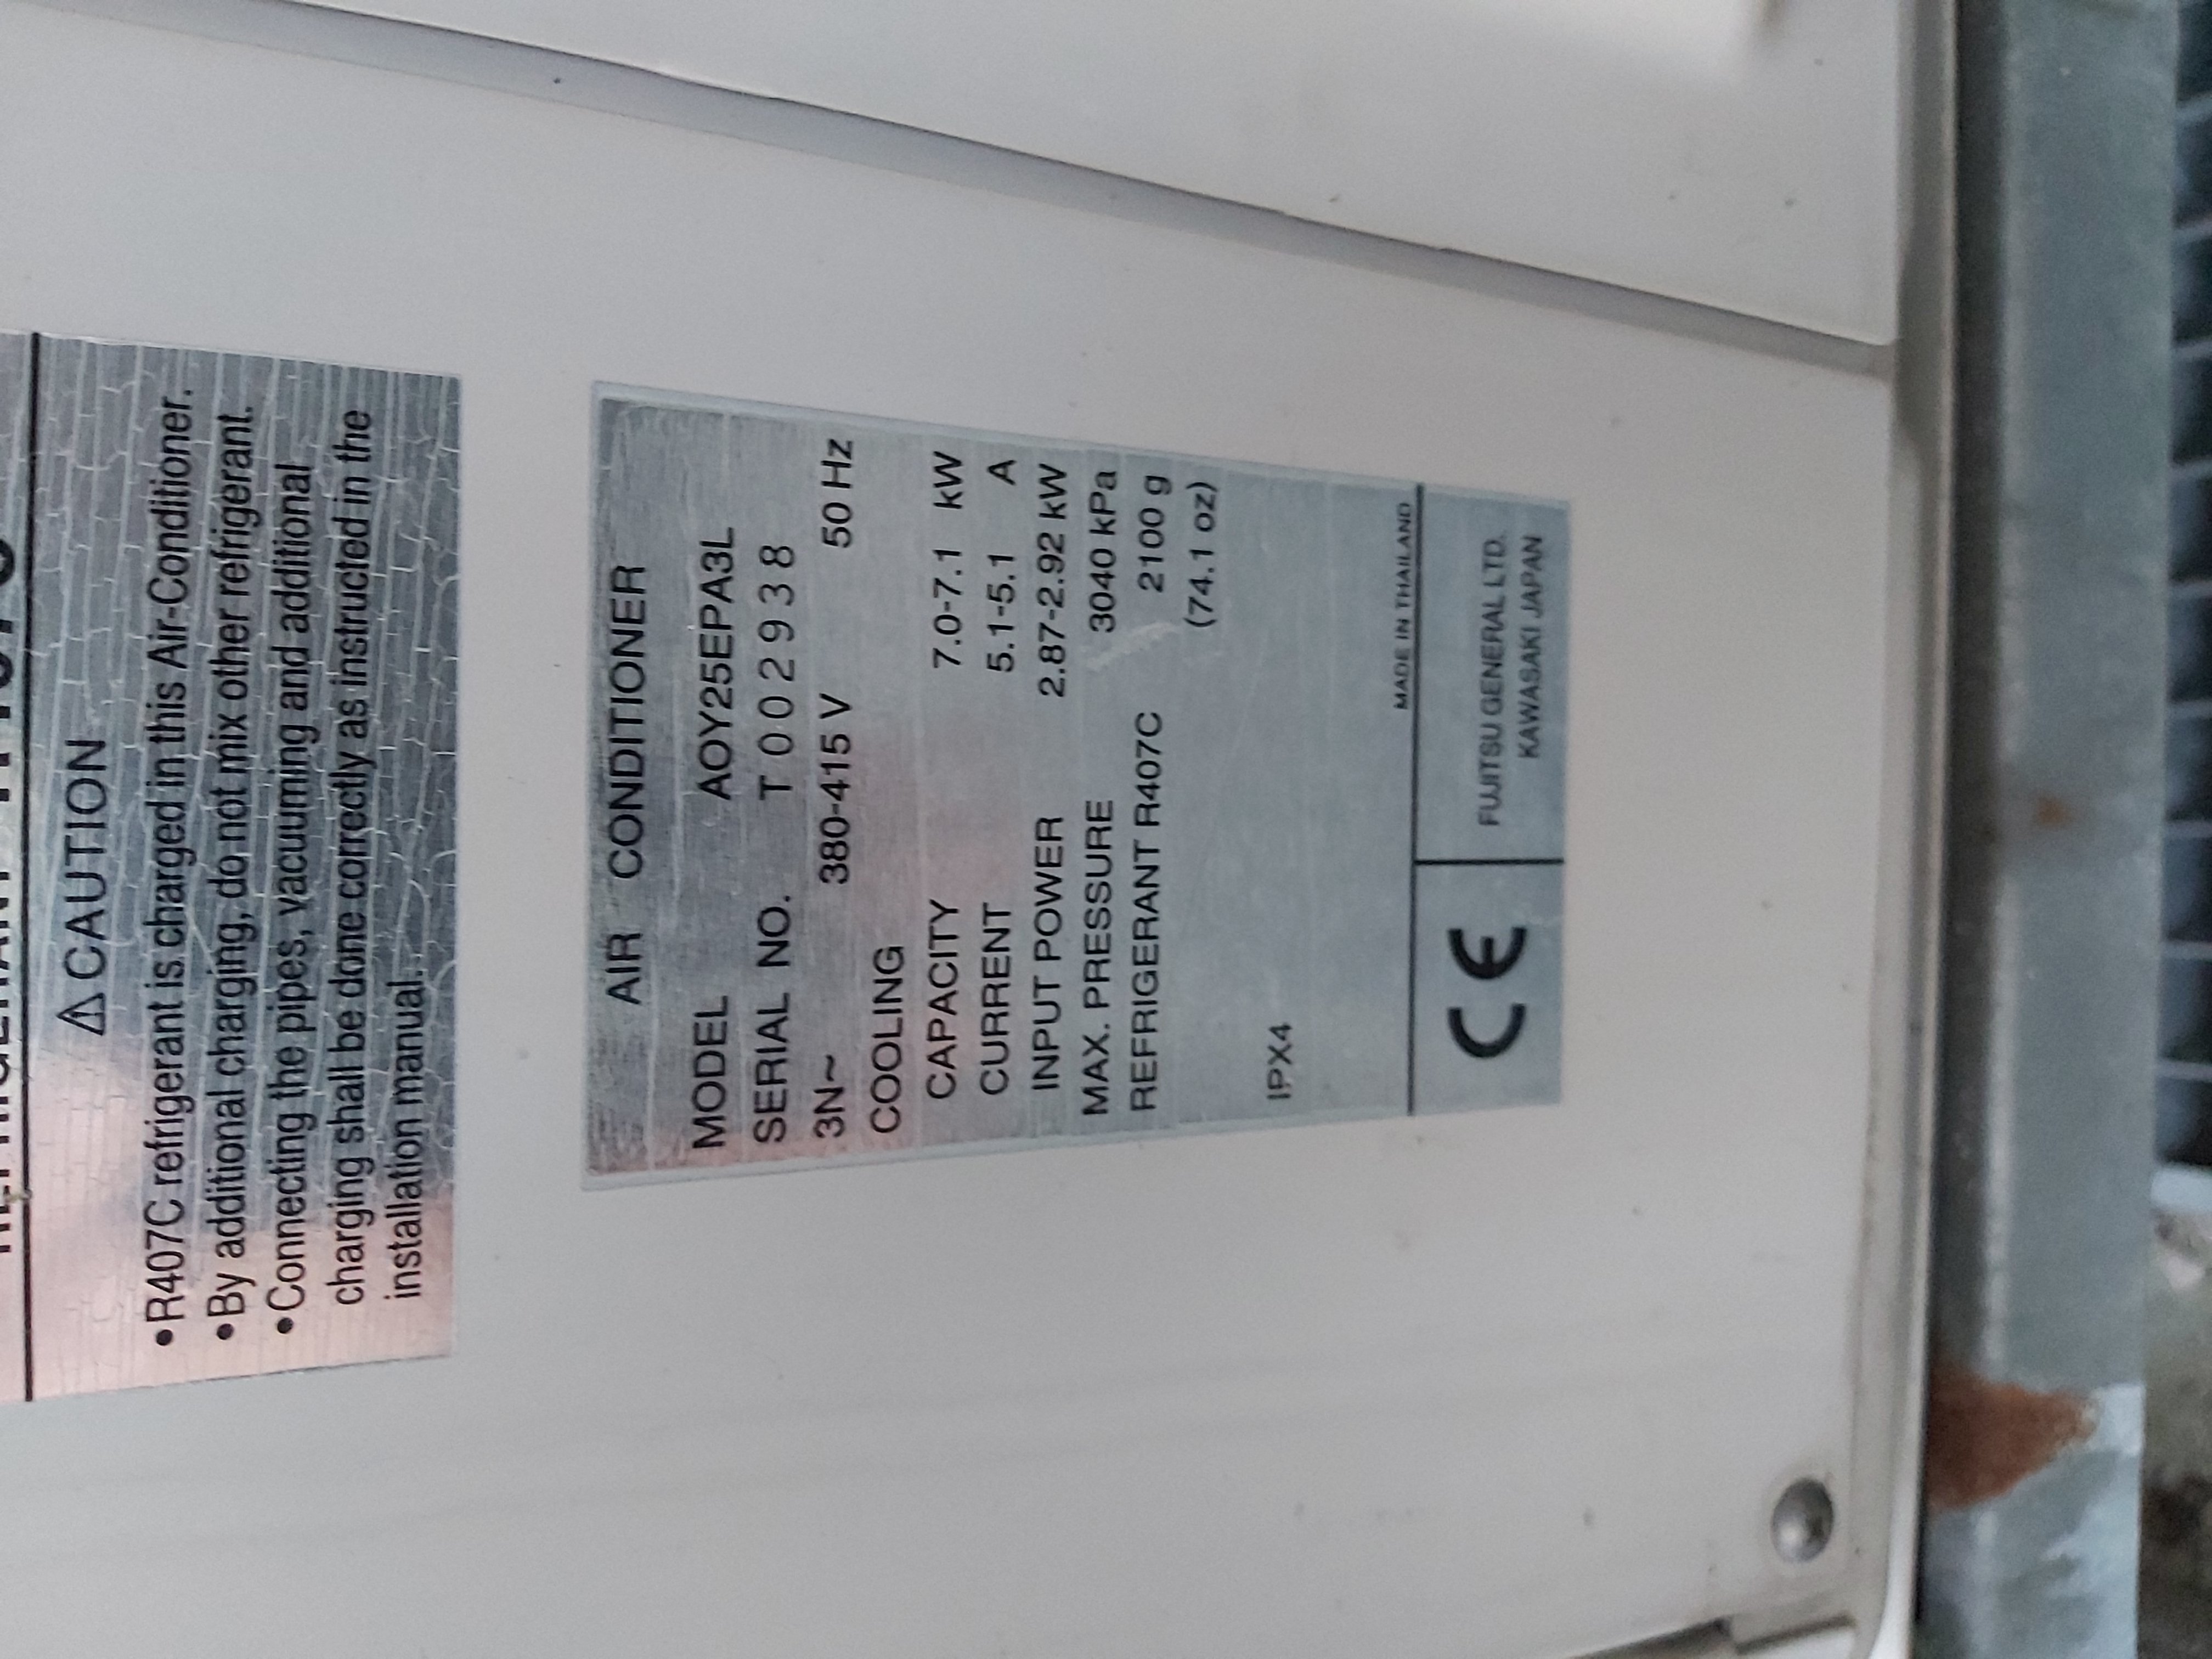 ⚠CAUTION
•R407C refrigerant is charged in this Air-Conditioner.
•By additional charging, do not mix other refrigerant.
•Connecting the pipes, vacuuming and additional
charging shall be done correctly as instructed in the
installation manual.
AIR CONDITIONER
MODEL AOY25EPA3L
SERIAL NO. T002938
3N~ 380-415 V 50 Hz
COOLING
CAPACITY 7.0-7.1 kW
CURRENT 5.1-5.1 A
INPUT POWER 2.87-2.92 kW
MAX. PRESSURE 3040 kPa
REFRIGERANT R407C 2100 g
(74.1 oz)
IPX4
MADE IN THAILAND
CE
FUJITSU GENERAL LTD.
KAWASAKI JAPAN